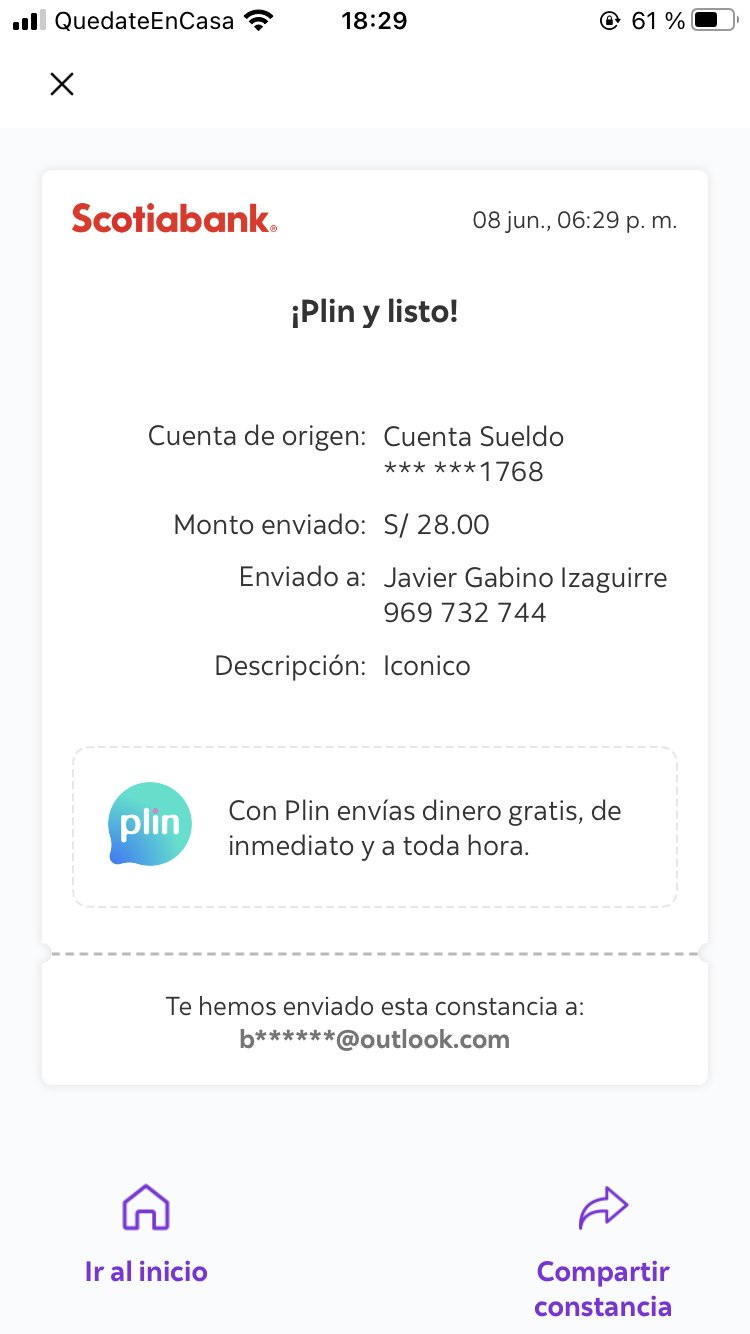 QuedateEnCasa 18:29 61 %
Scotiabank® 08 jun., 06:29 p. m.
¡Plin y listo!
Cuenta de origen: Cuenta Sueldo
*** ***1768
Monto enviado: S/ 28.00
Enviado a: Javier Gabino Izaguirre
969 732 744
Descripción: Iconico
plin
Con Plin envías dinero gratis, de
inmediato y a toda hora.
Te hemos enviado esta constancia a:
b******@outlook.com
Ir al inicio
Compartir
constancia